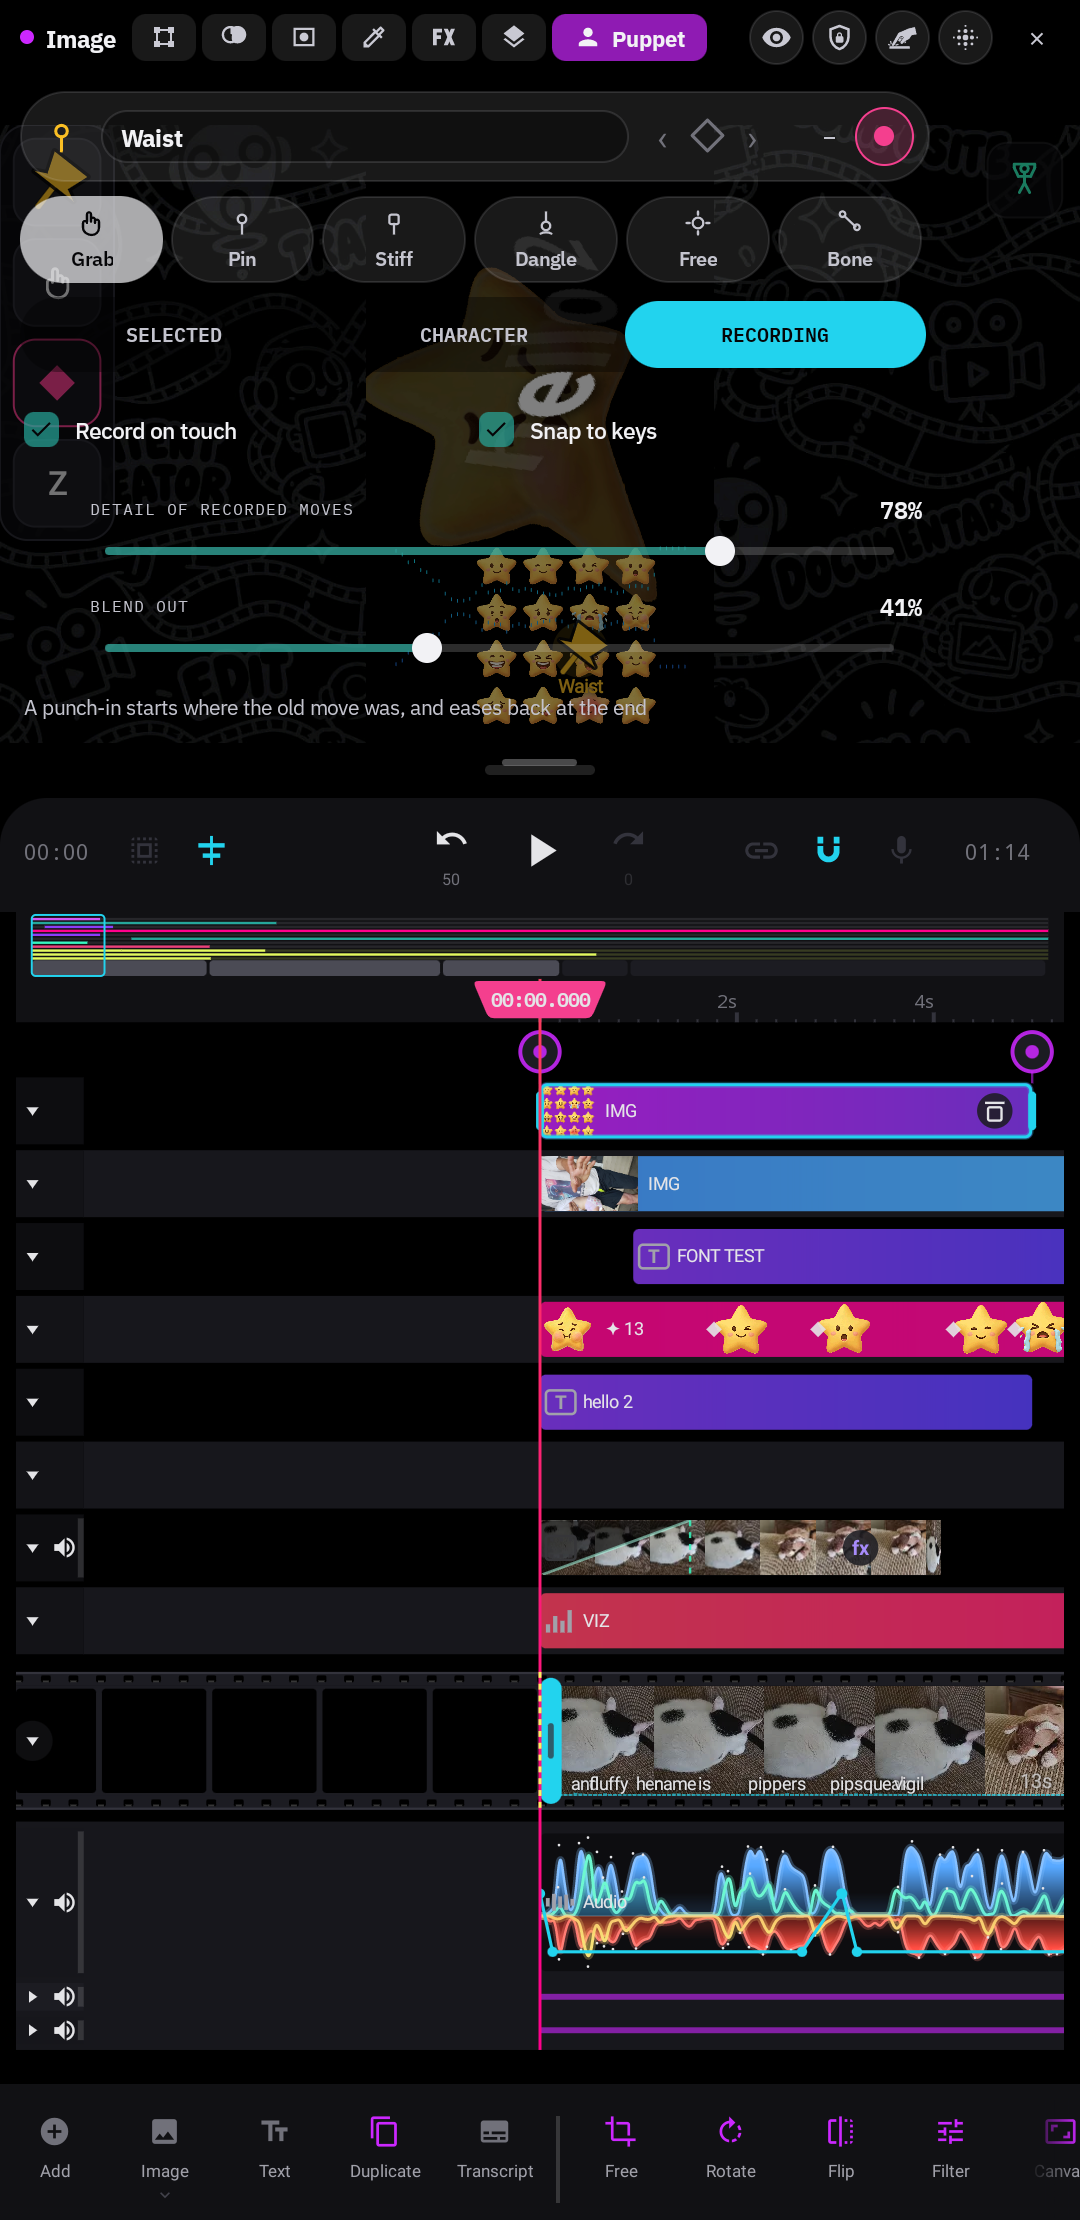 Image
FX
Puppet
×
Waist
Grab
Pin
Stiff
Dangle
Free
Bone
SELECTED
CHARACTER
RECORDING
Record on touch
Snap to keys
Z
DETAIL OF RECORDED MOVES
78%
BLEND OUT
41%
Waist
A punch-in starts where the old move was, and eases back at the end
00:00
50
0
01:14
00:00.000
2s
4s
IMG
IMG
T FONT TEST
13
T hello 2
fx
VIZ
fluffy
hename is
pippers
13s
Audio
Add
Image
Text
Duplicate
Transcript
Free
Rotate
Flip
Filter
Canva